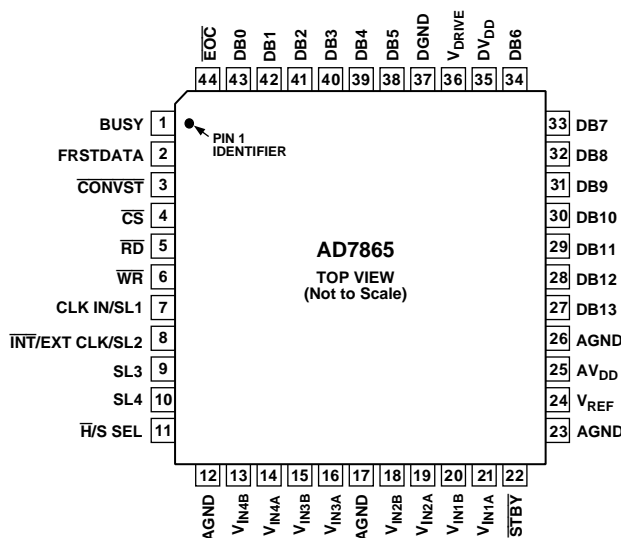 EOC DB0 DB1 DB2 DB3 DB4 DB5 DGND VDRIVE DVDD DB6
44 43 42 41 40 39 38 37 36 35 34
BUSY 1
FRSTDATA 2
CONVST 3
CS 4
RD 5
WR 6
CLK IN/SL1 7
INT/EXT CLK/SL2 8
SL3 9
SL4 10
H/S SEL 11
PIN 1
IDENTIFIER
AD7865
TOP VIEW
(Not to Scale)
33 DB7
32 DB8
31 DB9
30 DB10
29 DB11
28 DB12
27 DB13
26 AGND
25 AVDD
24 VREF
23 AGND
12 13 14 15 16 17 18 19 20 21 22
AGND VIN4B VIN4A VIN3B VIN3A AGND VIN2B VIN2A VIN1B VIN1A STBY